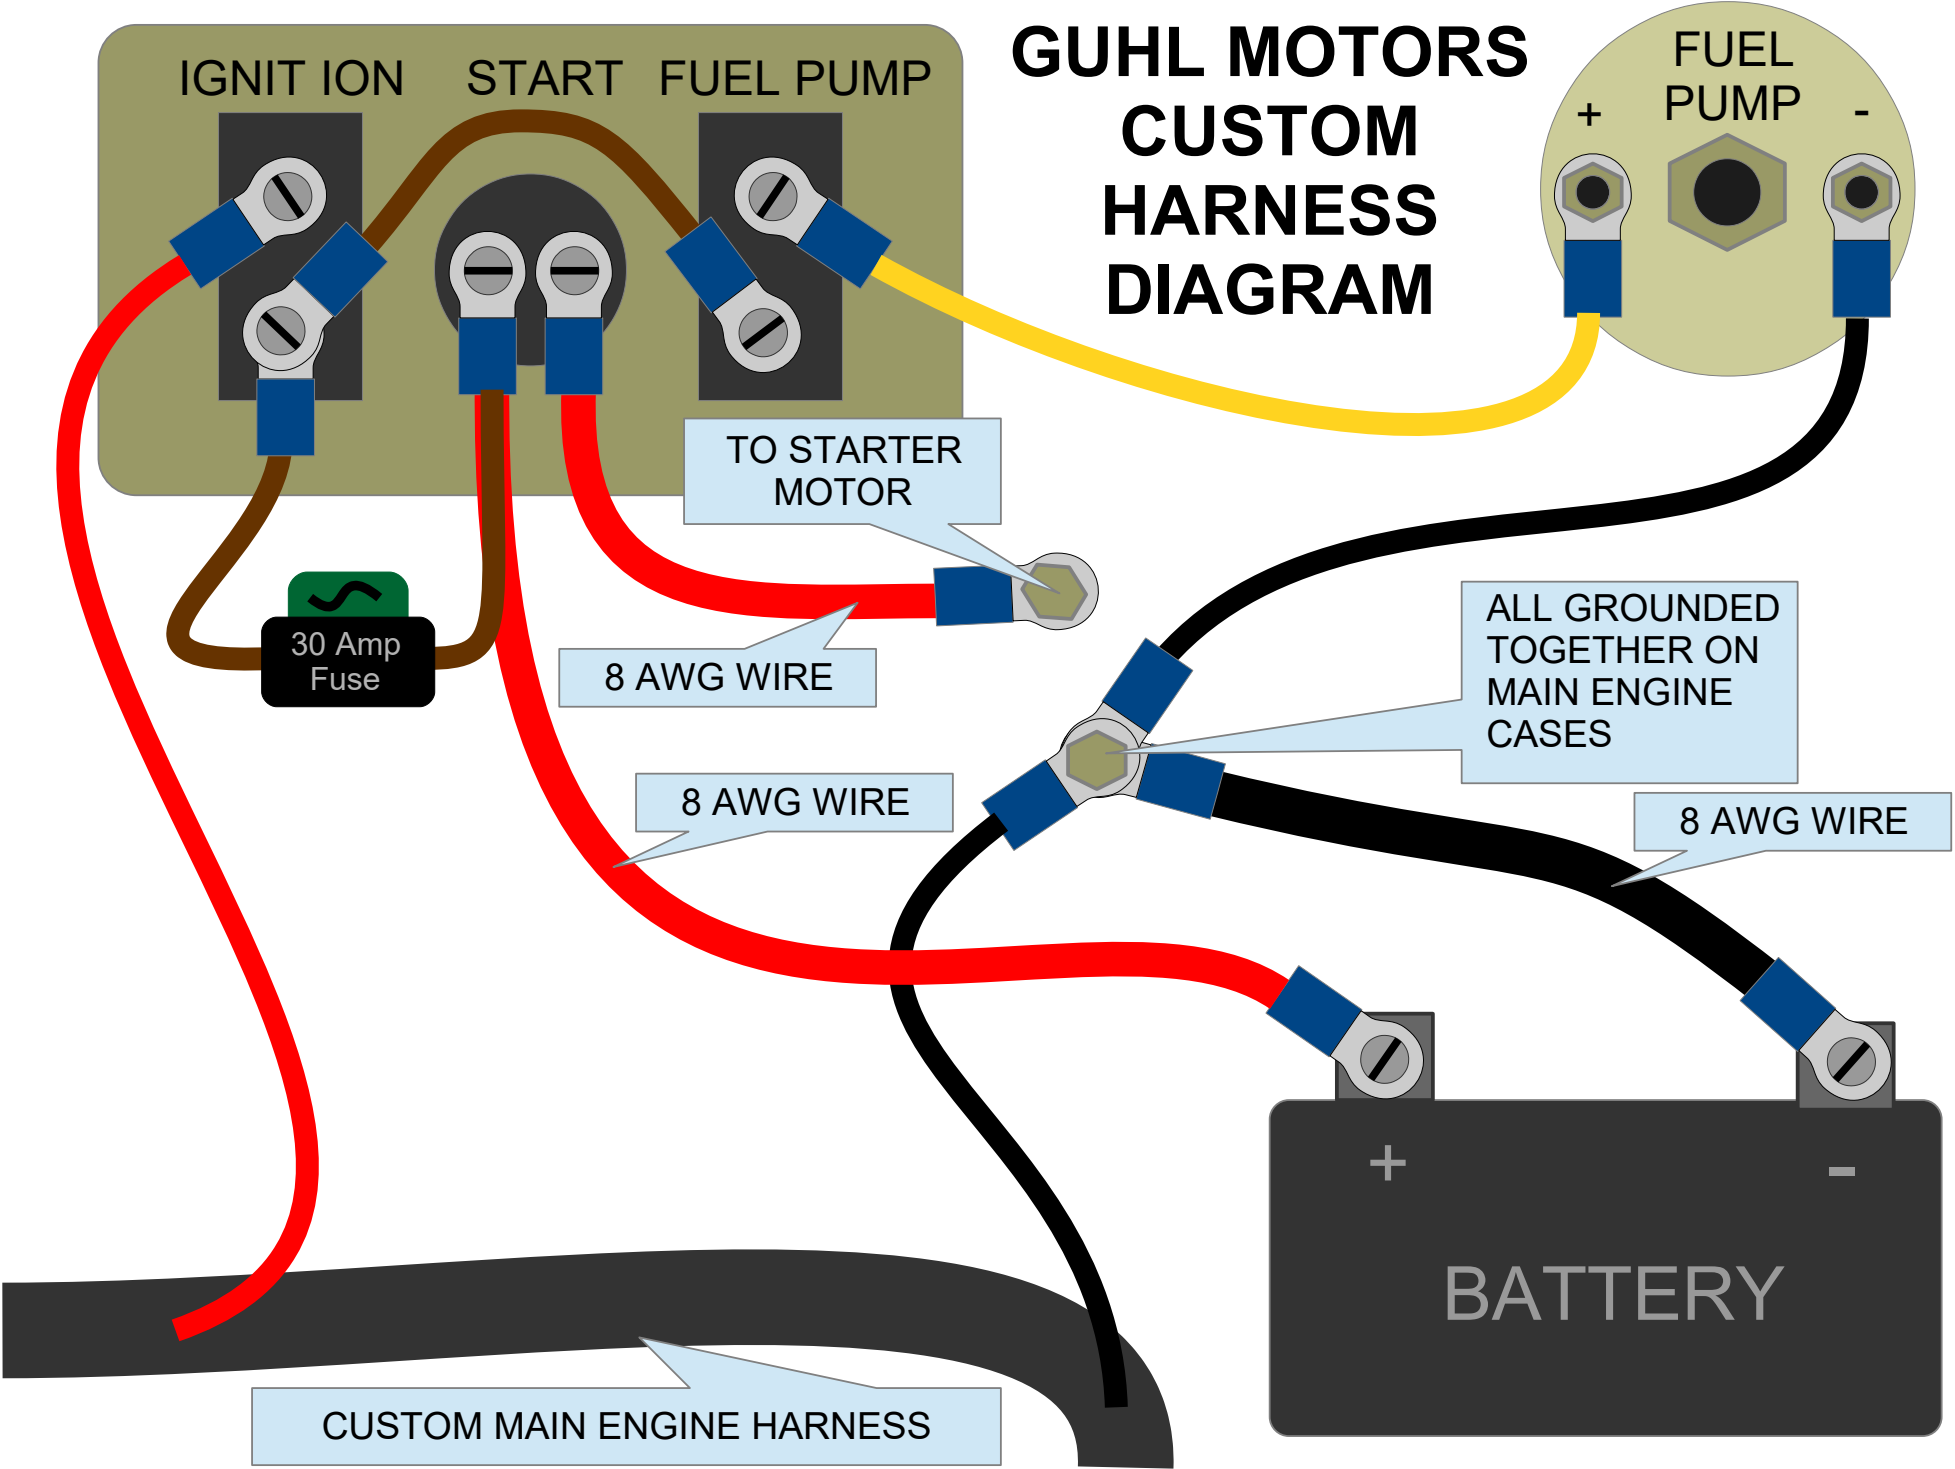 GUHL MOTORS
CUSTOM
HARNESS
DIAGRAM
IGNIT ION
START
FUEL PUMP
FUEL
PUMP
+
-
TO STARTER
MOTOR
30 Amp
Fuse
8 AWG WIRE
ALL GROUNDED
TOGETHER ON
MAIN ENGINE
CASES
8 AWG WIRE
8 AWG WIRE
+
-
BATTERY
CUSTOM MAIN ENGINE HARNESS